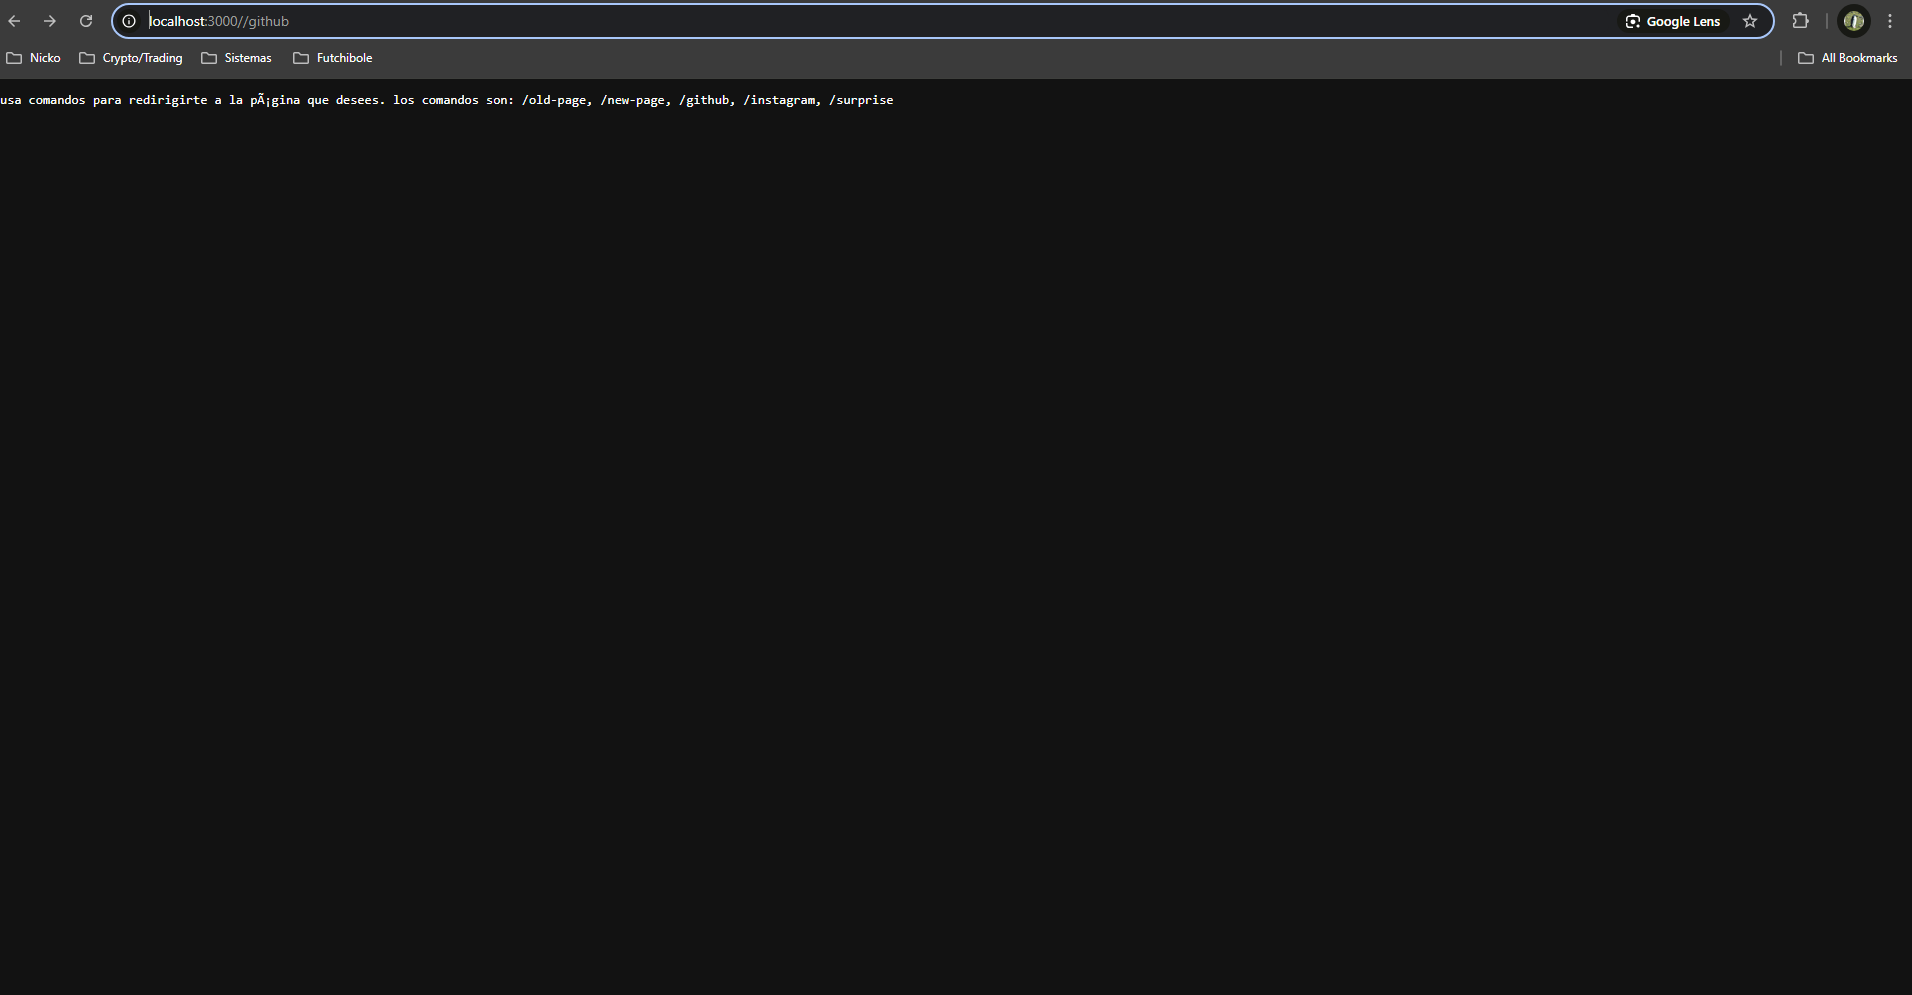 localhost:3000//github
Google Lens
Nicko
Crypto/Trading
Sistemas
Futchibole
All Bookmarks
usa comandos para redirigirte a la pÃ¡gina que desees. los comandos son: /old-page, /new-page, /github, /instagram, /surprise